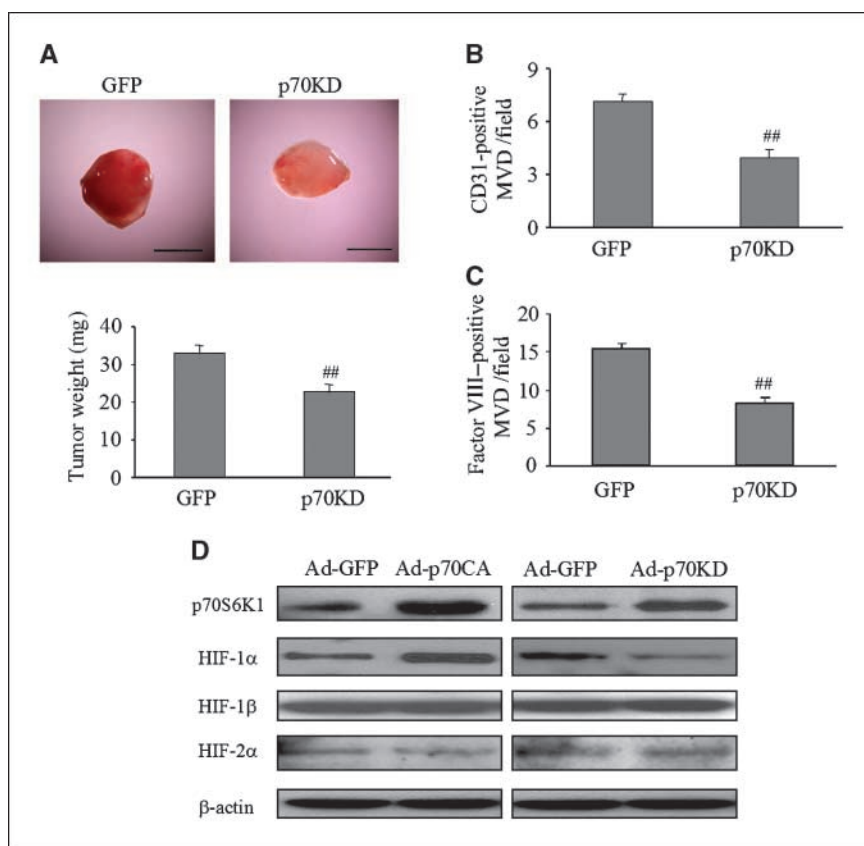 A
GFP
p70KD
Tumor weight (mg)
40
30
20
10
0
##
GFP
p70KD
B
CD31-positive
MVD /field
9
6
3
0
##
GFP
p70KD
C
Factor VIII–positive
MVD /field
20
15
10
5
0
##
GFP
p70KD
D
Ad-GFP Ad-p70CA Ad-GFP Ad-p70KD
p70S6K1
HIF-1α
HIF-1β
HIF-2α
β-actin